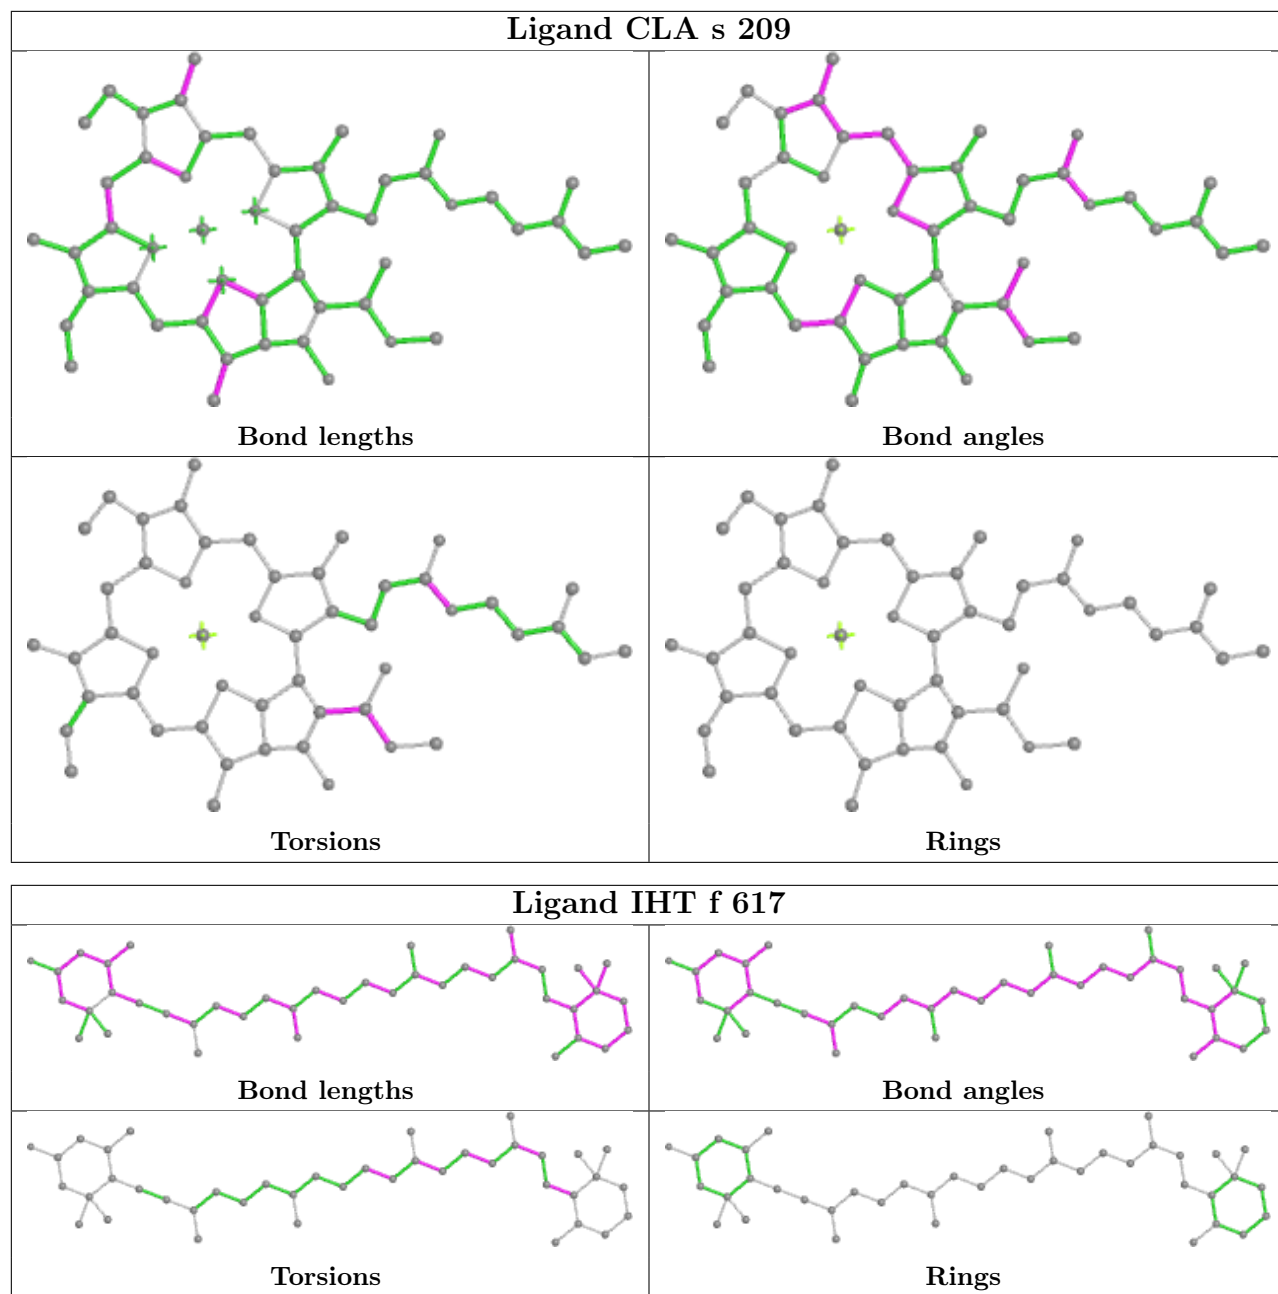 Ligand CLA s 209
Bond lengths
Bond angles
Torsions
Rings
Ligand IHT f 617
Bond lengths
Bond angles
Torsions
Rings